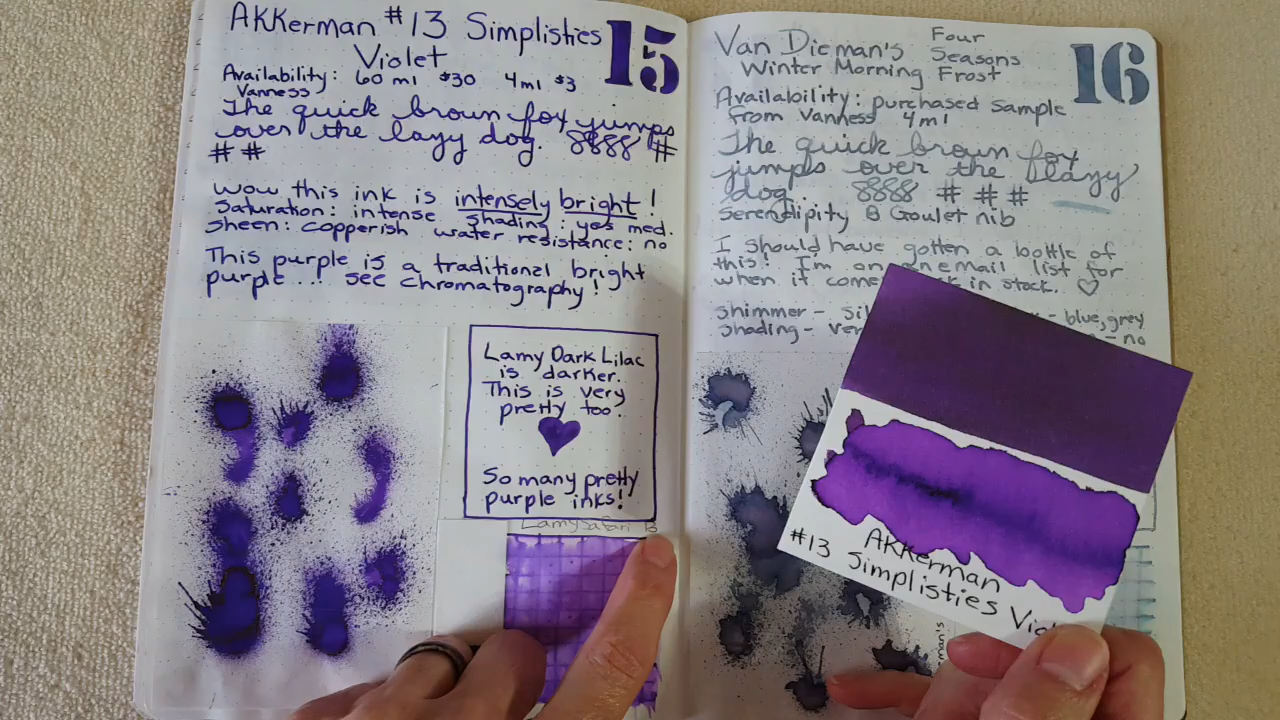 AKKerman #13 Simplisties
Violet
15
Availability: 60 ml $30 4ml $3
Vanness
The quick brown fox jumps
over the lazy dog. 8888 #
# #
Wow this ink is intensely bright!
Saturation: intense shading: yes med.
Sheen: copperish water resistance: no
This purple is a traditional bright
purple... see chromatography!
Lamy Dark Lilac
is darker.
This is very
pretty too!
So many pretty
purple inks!
Lamy Safari B
Van Dieman's Four
Seasons
Winter Morning Frost
16
Availability: purchased sample
from Vanness 4ml
The quick brown fox
jumps over the lazy
dog. 8888 # # #
Serendipity B Goulet nib
I should have gotten a bottle of
this! I'm on email list for
when it in stock. ♡
Shimmer - blue, grey
Shading - no
AKKerman
#13 Simplisties
man's